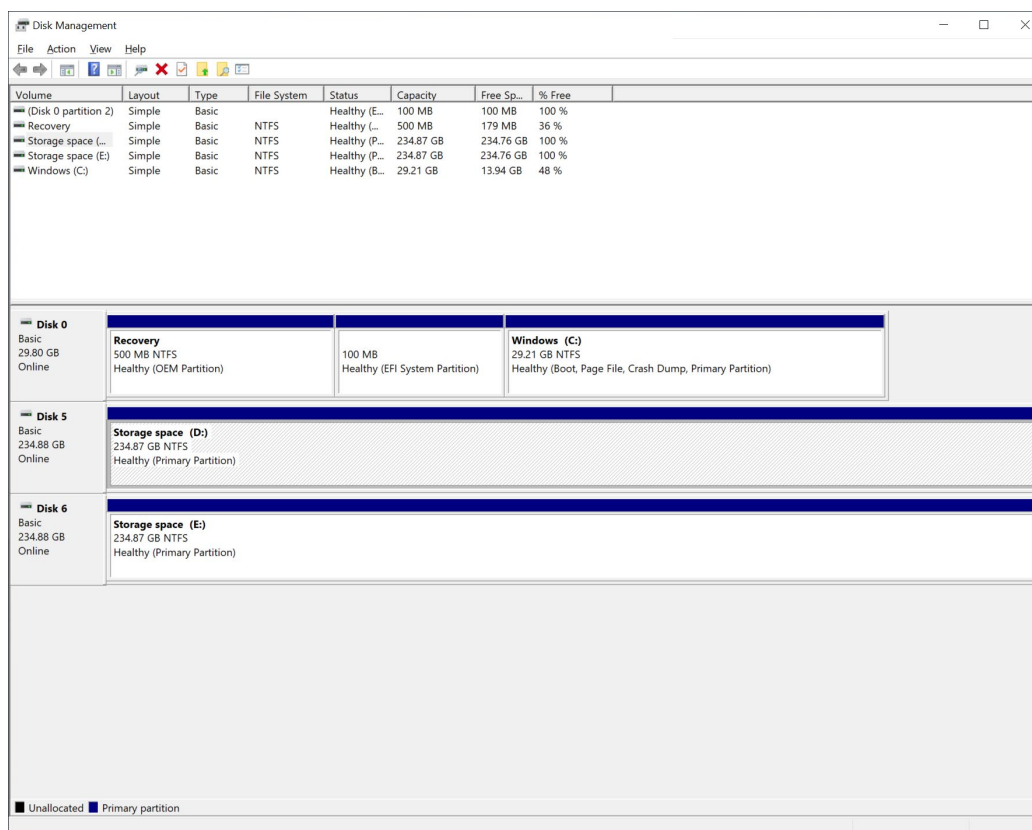 Disk Management
File Action View Help
Volume Layout Type File System Status Capacity Free Sp... % Free
(Disk 0 partition 2) Simple Basic Healthy (E... 100 MB 100 MB 100 %
Recovery Simple Basic NTFS Healthy (... 500 MB 179 MB 36 %
Storage space (... Simple Basic NTFS Healthy (P... 234.87 GB 234.76 GB 100 %
Storage space (E:) Simple Basic NTFS Healthy (P... 234.87 GB 234.76 GB 100 %
Windows (C:) Simple Basic NTFS Healthy (B... 29.21 GB 13.94 GB 48 %
Disk 0
Basic
29.80 GB
Online
Recovery
500 MB NTFS
Healthy (OEM Partition)
100 MB
Healthy (EFI System Partition)
Windows (C:)
29.21 GB NTFS
Healthy (Boot, Page File, Crash Dump, Primary Partition)
Disk 5
Basic
234.88 GB
Online
Storage space (D:)
234.87 GB NTFS
Healthy (Primary Partition)
Disk 6
Basic
234.88 GB
Online
Storage space (E:)
234.87 GB NTFS
Healthy (Primary Partition)
Unallocated Primary partition